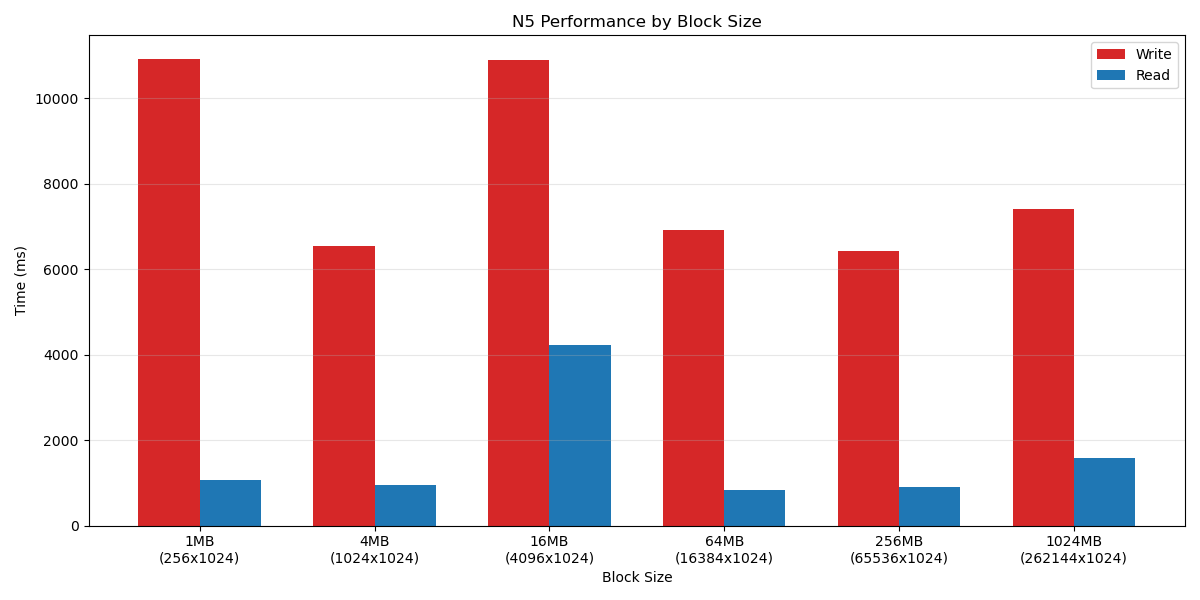 N5 Performance by Block Size
Write
Read
Time (ms)
10000
8000
6000
4000
2000
0
1MB
(256x1024)
4MB
(1024x1024)
16MB
(4096x1024)
64MB
(16384x1024)
256MB
(65536x1024)
1024MB
(262144x1024)
Block Size